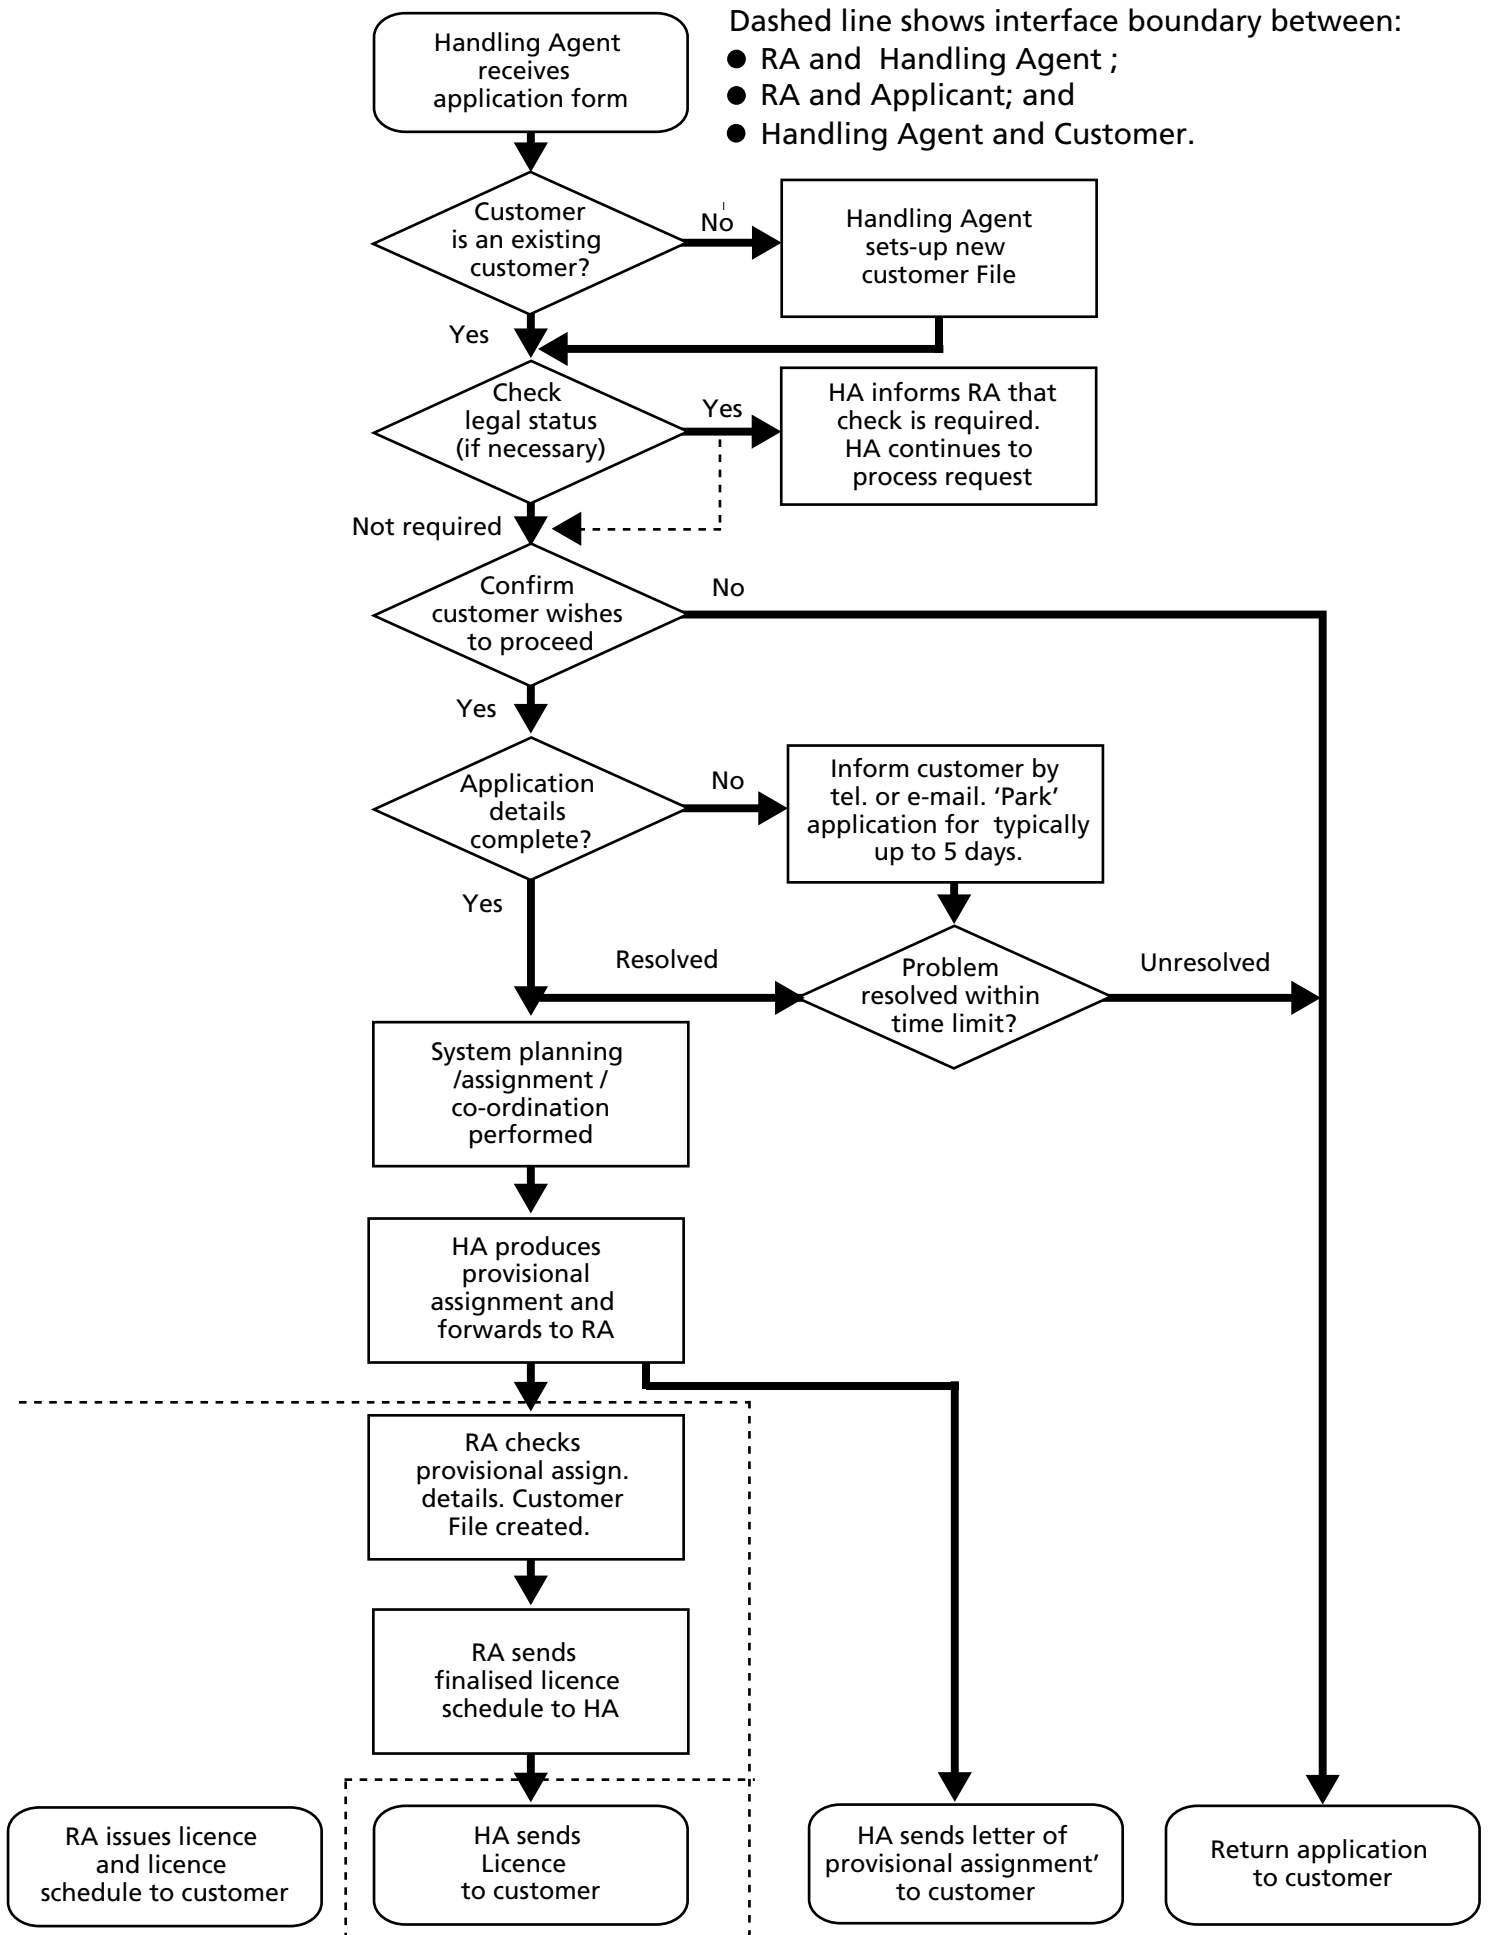 Dashed line shows interface boundary between:
● RA and Handling Agent ;
● RA and Applicant; and
● Handling Agent and Customer.
Handling Agent
receives
application form
Customer
is an existing
customer?
No
Handling Agent
sets-up new
customer File
Yes
Check
legal status
(if necessary)
Yes
HA informs RA that
check is required.
HA continues to
process request
Not required
Confirm
customer wishes
to proceed
No
Yes
Application
details
complete?
No
Inform customer by
tel. or e-mail. ‘Park’
application for typically
up to 5 days.
Yes
Resolved
Problem
resolved within
time limit?
Unresolved
System planning
/assignment /
co-ordination
performed
HA produces
provisional
assignment and
forwards to RA
RA checks
provisional assign.
details. Customer
File created.
RA sends
finalised licence
schedule to HA
RA issues licence
and licence
schedule to customer
HA sends
Licence
to customer
HA sends letter of
provisional assignment’
to customer
Return application
to customer